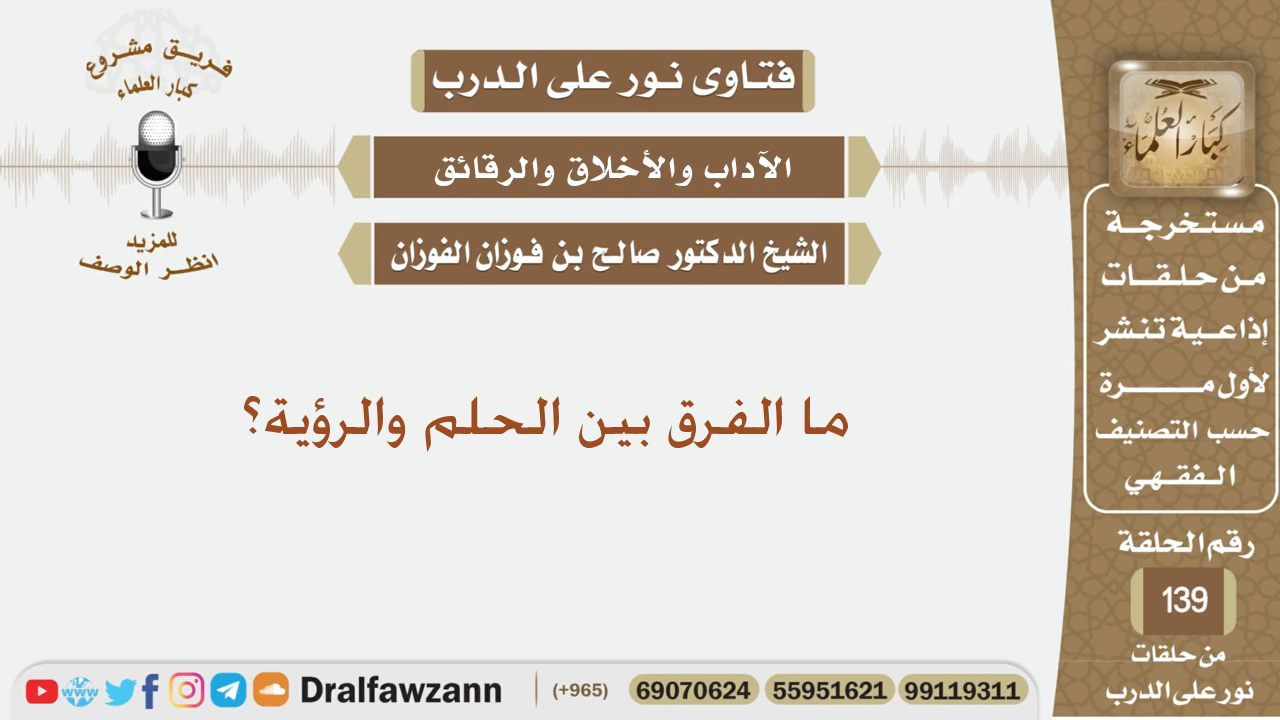 فتاوى نور على الدرب
الآداب والأخلاق والرقائق
الشيخ الدكتور صالح بن فوزان الفوزان
ما الفرق بين الحلم والرؤية؟
كبار العلماء
مستخرجة
من حلقات
إذاعية تنشر
لأول مرة
حسب التصنيف
الفقهي
رقم الحلقة
139
من حلقات
نور على الدرب
فريق مشروع
كبار العلماء
للمزيد
انظر الوصف
www Dralfawzann (+965) 69070624 55951621 99119311